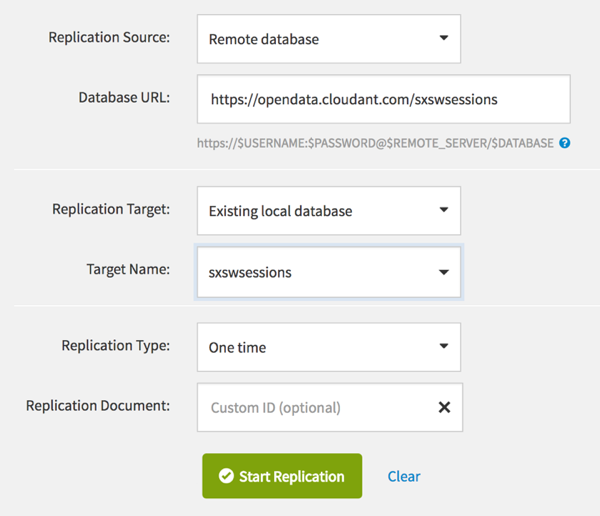 Replication Source: Remote database
Database URL: https://opendata.cloudant.com/sxswsessions
https://$USERNAME:$PASSWORD@$REMOTE_SERVER/$DATABASE ?
Replication Target: Existing local database
Target Name: sxswsessions
Replication Type: One time
Replication Document: Custom ID (optional)
Start Replication Clear